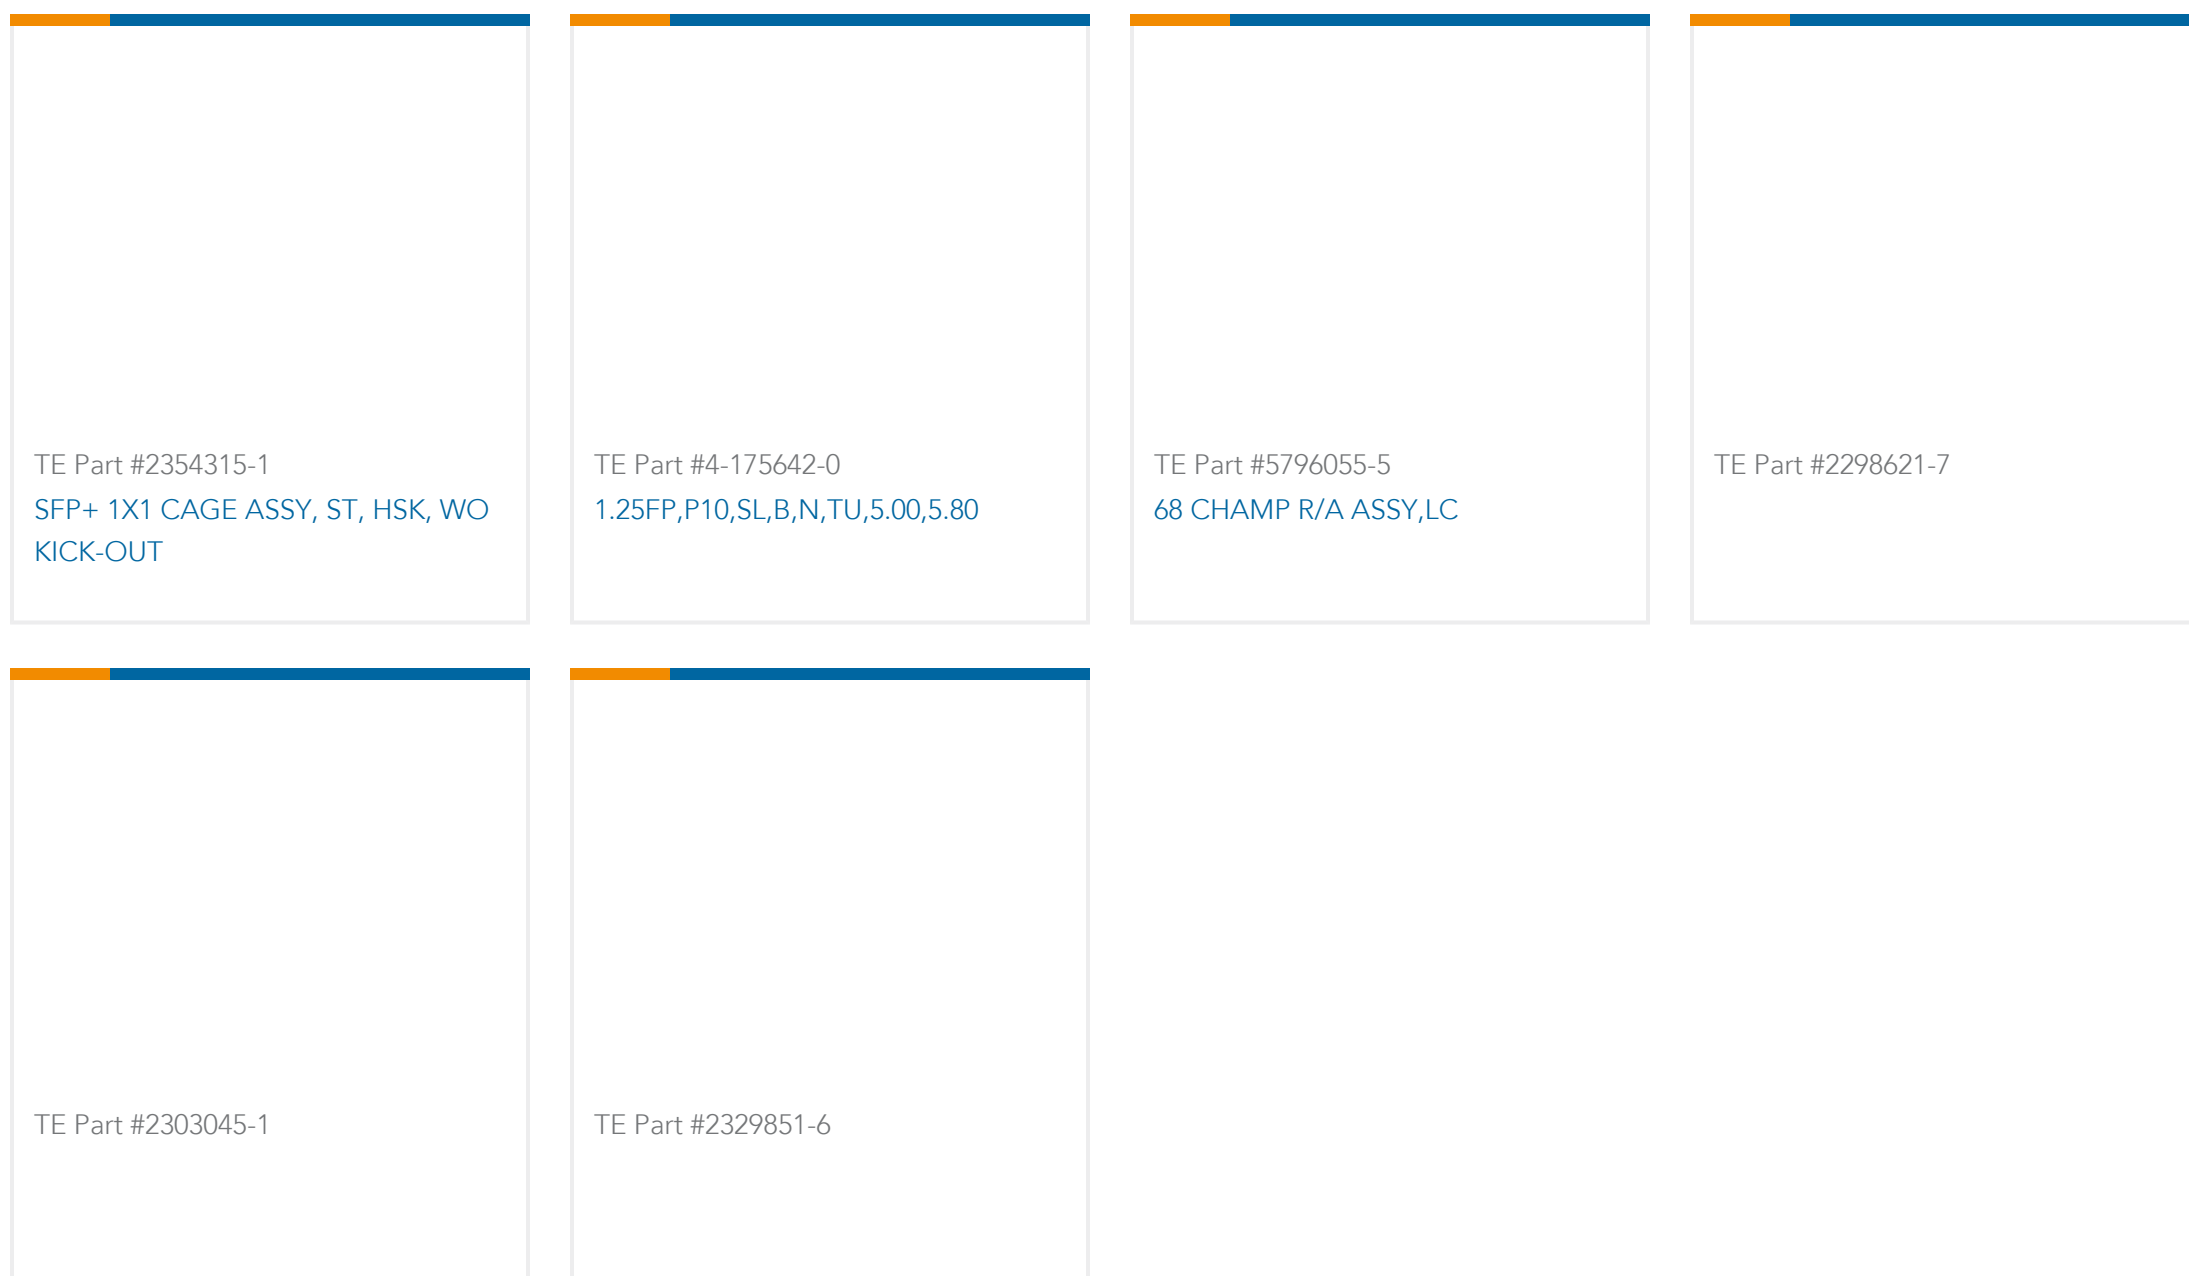 TE Part #2354315-1
SFP+ 1X1 CAGE ASSY, ST, HSK, WO
KICK-OUT
TE Part #4-175642-0
1.25FP,P10,SL,B,N,TU,5.00,5.80
TE Part #5796055-5
68 CHAMP R/A ASSY,LC
TE Part #2298621-7
TE Part #2303045-1
TE Part #2329851-6